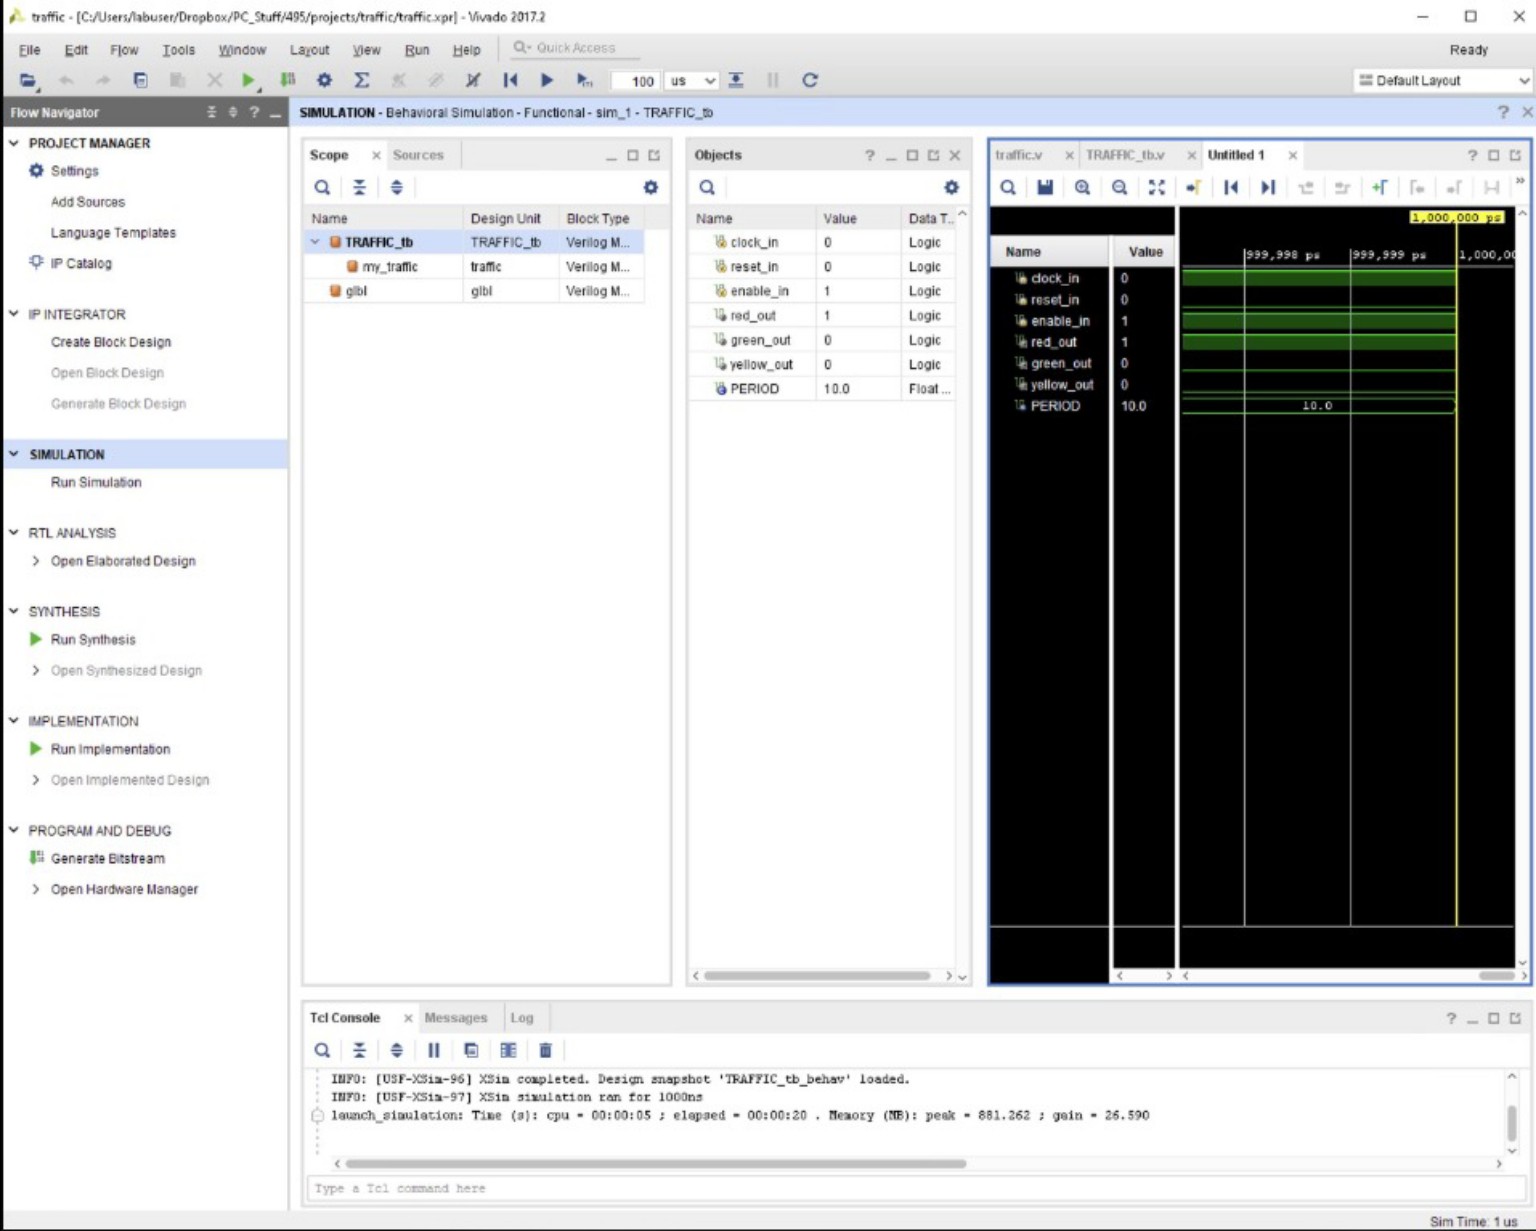 traffic - [C:/Users/labuser/Dropbox/PC_Stuff/495/projects/traffic/traffic.xpr] - Vivado 2017.2
File Edit Flow Tools Window Layout View Run Help Quick Access Ready
100 us Default Layout
Flow Navigator
SIMULATION - Behavioral Simulation - Functional - sim_1 - TRAFFIC_tb
PROJECT MANAGER
Settings
Add Sources
Language Templates
IP Catalog
IP INTEGRATOR
Create Block Design
Open Block Design
Generate Block Design
SIMULATION
Run Simulation
RTL ANALYSIS
Open Elaborated Design
SYNTHESIS
Run Synthesis
Open Synthesized Design
IMPLEMENTATION
Run Implementation
Open Implemented Design
PROGRAM AND DEBUG
Generate Bitstream
Open Hardware Manager
Scope Sources
Name Design Unit Block Type
TRAFFIC_tb TRAFFIC_tb Verilog M...
my_traffic traffic Verilog M...
glbl glbl Verilog M...
Objects
Name Value Data T...
clock_in 0 Logic
reset_in 0 Logic
enable_in 1 Logic
red_out 1 Logic
green_out 0 Logic
yellow_out 0 Logic
PERIOD 10.0 Float ...
traffic.v TRAFFIC_tb.v Untitled 1
1,000,000 ps
Name Value
999,998 ps 999,999 ps 1,000,00
clock_in 0
reset_in 0
enable_in 1
red_out 1
green_out 0
yellow_out 0
PERIOD 10.0 10.0
Tcl Console Messages Log
INFO: [USF-XSim-96] XSim completed. Design snapshot 'TRAFFIC_tb_behav' loaded.
INFO: [USF-XSim-97] XSim simulation ran for 1000ns
launch_simulation: Time (s): cpu = 00:00:05 ; elapsed = 00:00:20 . Memory (MB): peak = 881.262 ; gain = 26.590
Type a Tcl command here
Sim Time: 1 us